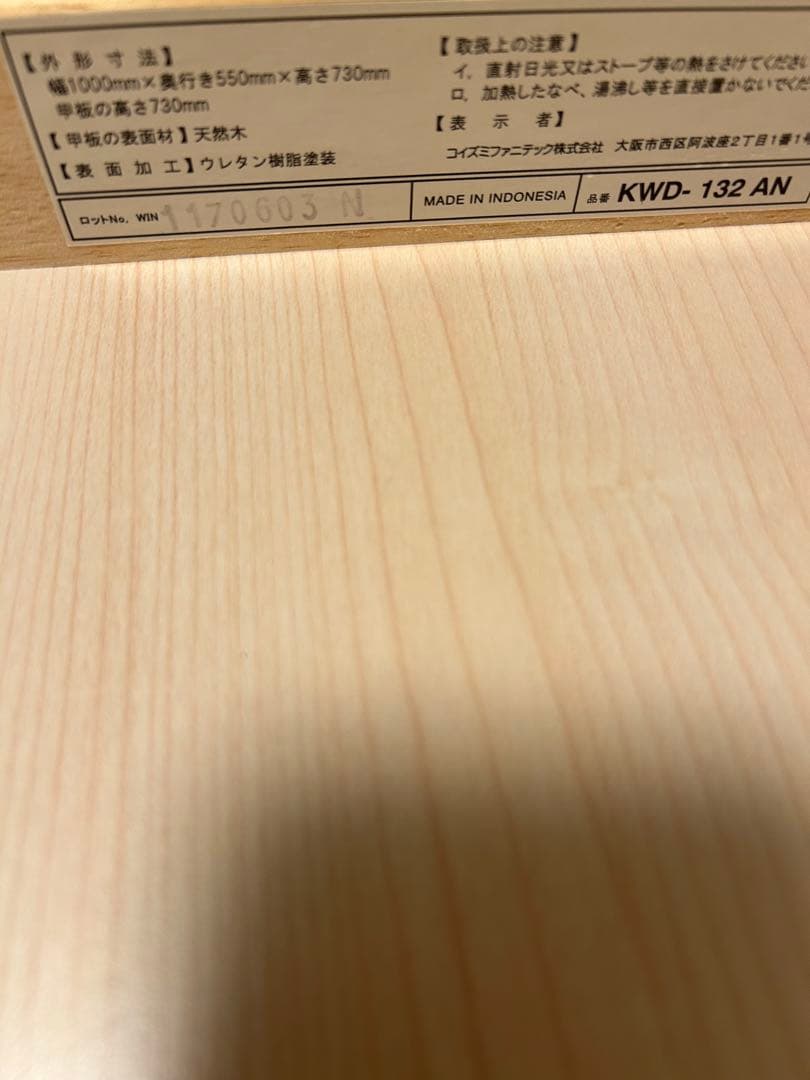 【外形寸法】
幅1000mm×奥行き550mm×高さ730mm
甲板の高さ730mm
【甲板の表面材】天然木
【表面加工】ウレタン樹脂塗装
【取扱上の注意】
イ．直射日光又はストーブ等の熱をさけてください
ロ．加熱したなべ、湯沸し等を直接置かないでくだ
【表示者】
コイズミファニテック株式会社 大阪市西区阿波座2丁目1番1号
ロットNo. WIN 1170603 N
MADE IN INDONESIA
品番 KWD-132 AN